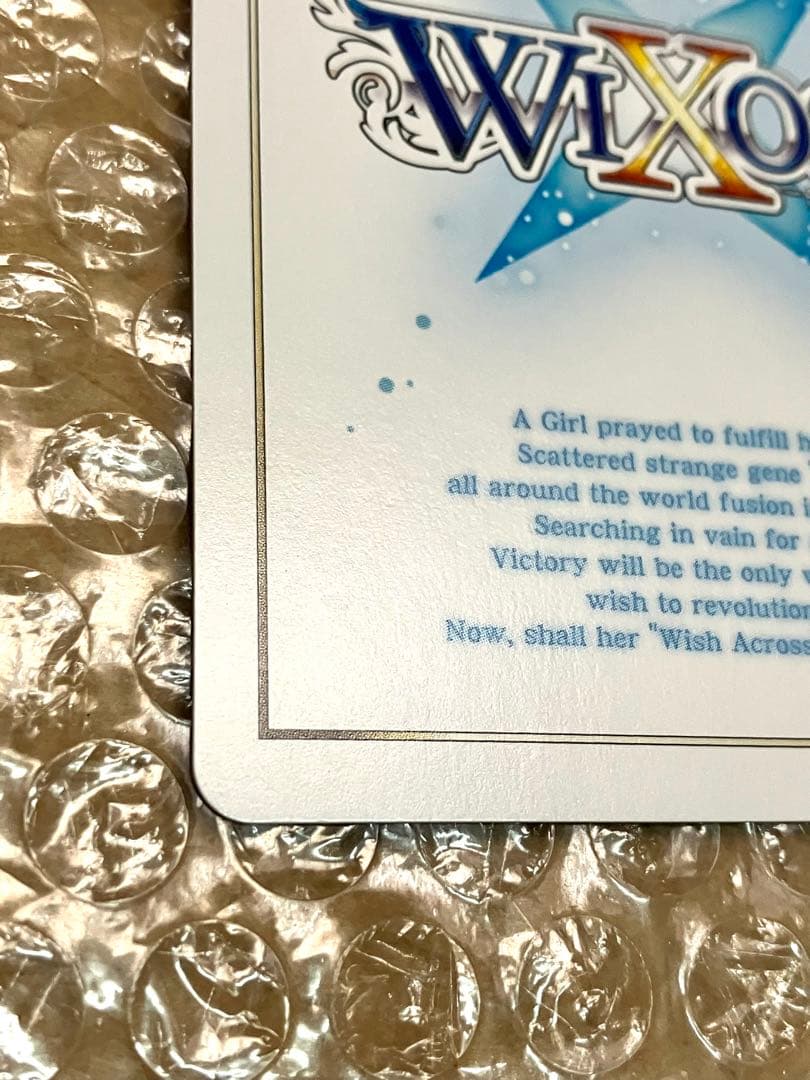 WIXO
A Girl prayed to fulfill
Scattered strange gene
all around the world fusion
Searching in vain for
Victory will be the only
wish to revolution
Now, shall her "Wish Across